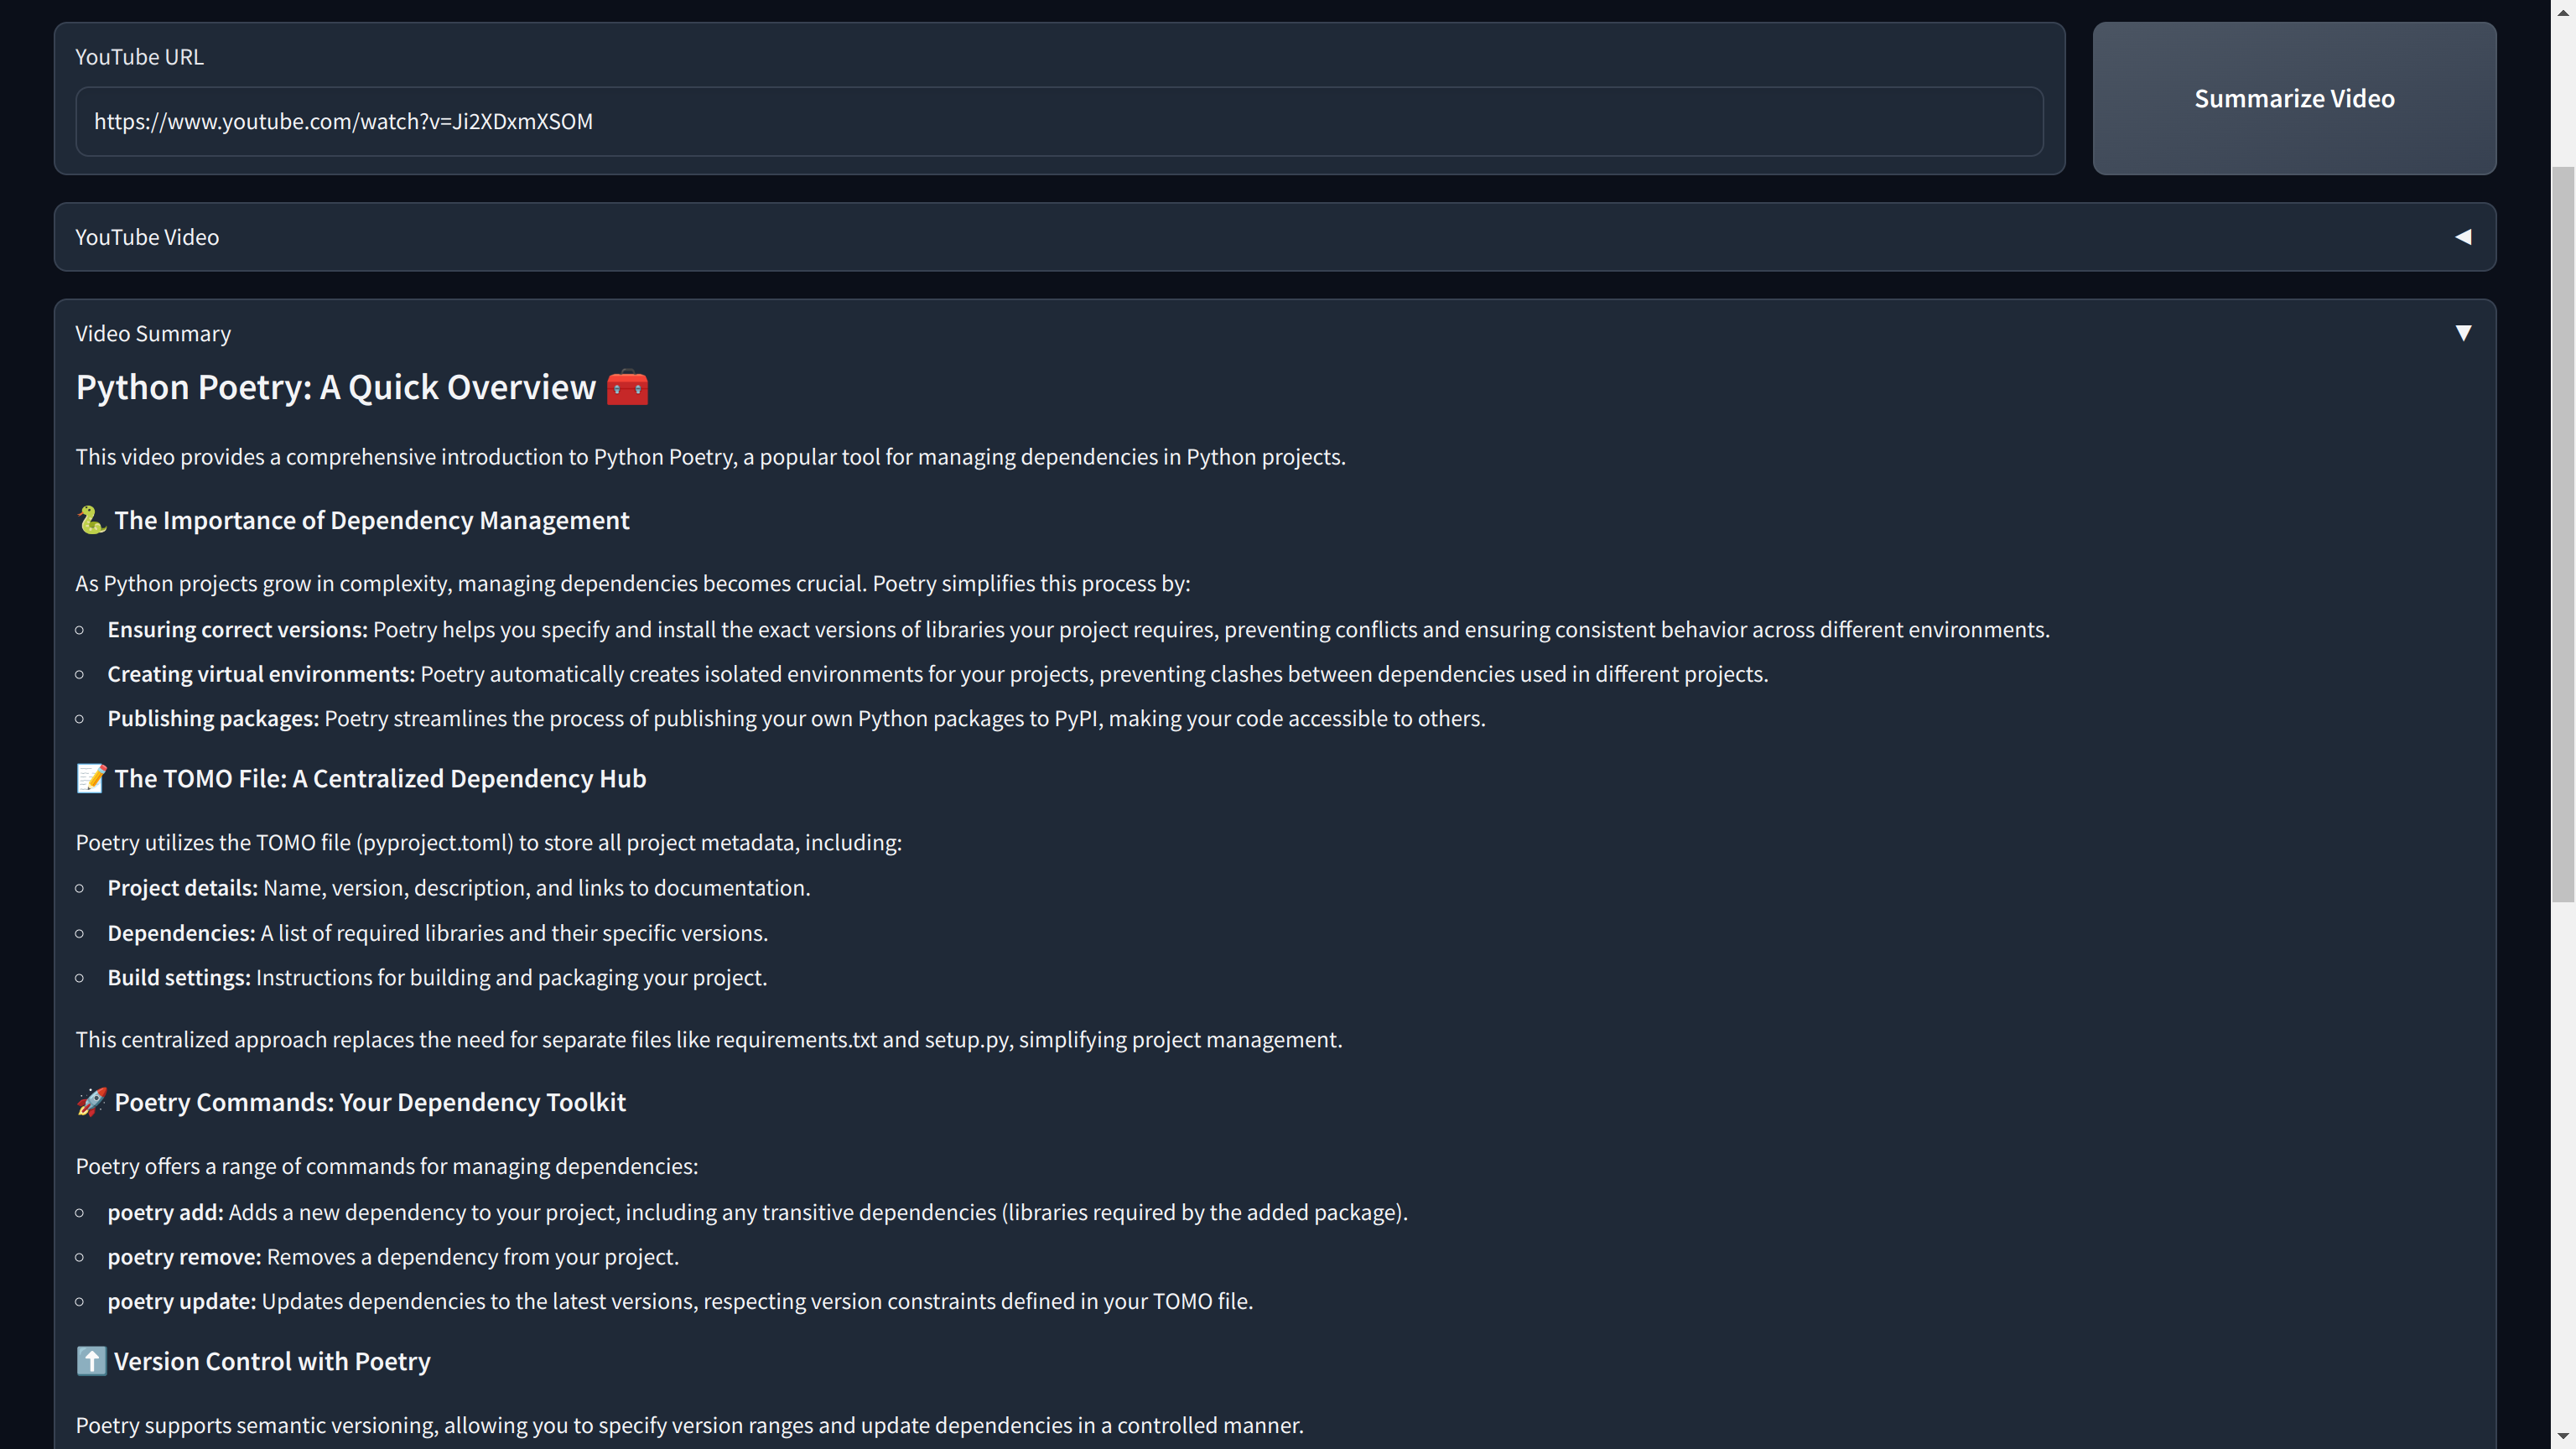 YouTube URL
https://www.youtube.com/watch?v=Ji2XDxmXSOM
Summarize Video
YouTube Video
Video Summary
Python Poetry: A Quick Overview 🧰
This video provides a comprehensive introduction to Python Poetry, a popular tool for managing dependencies in Python projects.
🐍 The Importance of Dependency Management
As Python projects grow in complexity, managing dependencies becomes crucial. Poetry simplifies this process by:
Ensuring correct versions: Poetry helps you specify and install the exact versions of libraries your project requires, preventing conflicts and ensuring consistent behavior across different environments.
Creating virtual environments: Poetry automatically creates isolated environments for your projects, preventing clashes between dependencies used in different projects.
Publishing packages: Poetry streamlines the process of publishing your own Python packages to PyPI, making your code accessible to others.
📝 The TOMO File: A Centralized Dependency Hub
Poetry utilizes the TOMO file (pyproject.toml) to store all project metadata, including:
Project details: Name, version, description, and links to documentation.
Dependencies: A list of required libraries and their specific versions.
Build settings: Instructions for building and packaging your project.
This centralized approach replaces the need for separate files like requirements.txt and setup.py, simplifying project management.
🚀 Poetry Commands: Your Dependency Toolkit
Poetry offers a range of commands for managing dependencies:
poetry add: Adds a new dependency to your project, including any transitive dependencies (libraries required by the added package).
poetry remove: Removes a dependency from your project.
poetry update: Updates dependencies to the latest versions, respecting version constraints defined in your TOMO file.
⬆️ Version Control with Poetry
Poetry supports semantic versioning, allowing you to specify version ranges and update dependencies in a controlled manner.